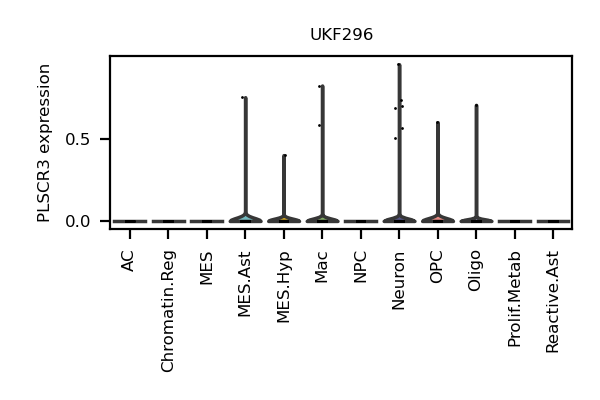 UKF296
PLSCR3 expression
0.5
0.0
AC
Chromatin.Reg
MES
MES.Ast
MES.Hyp
Mac
NPC
Neuron
OPC
Oligo
Prolif.Metab
Reactive.Ast